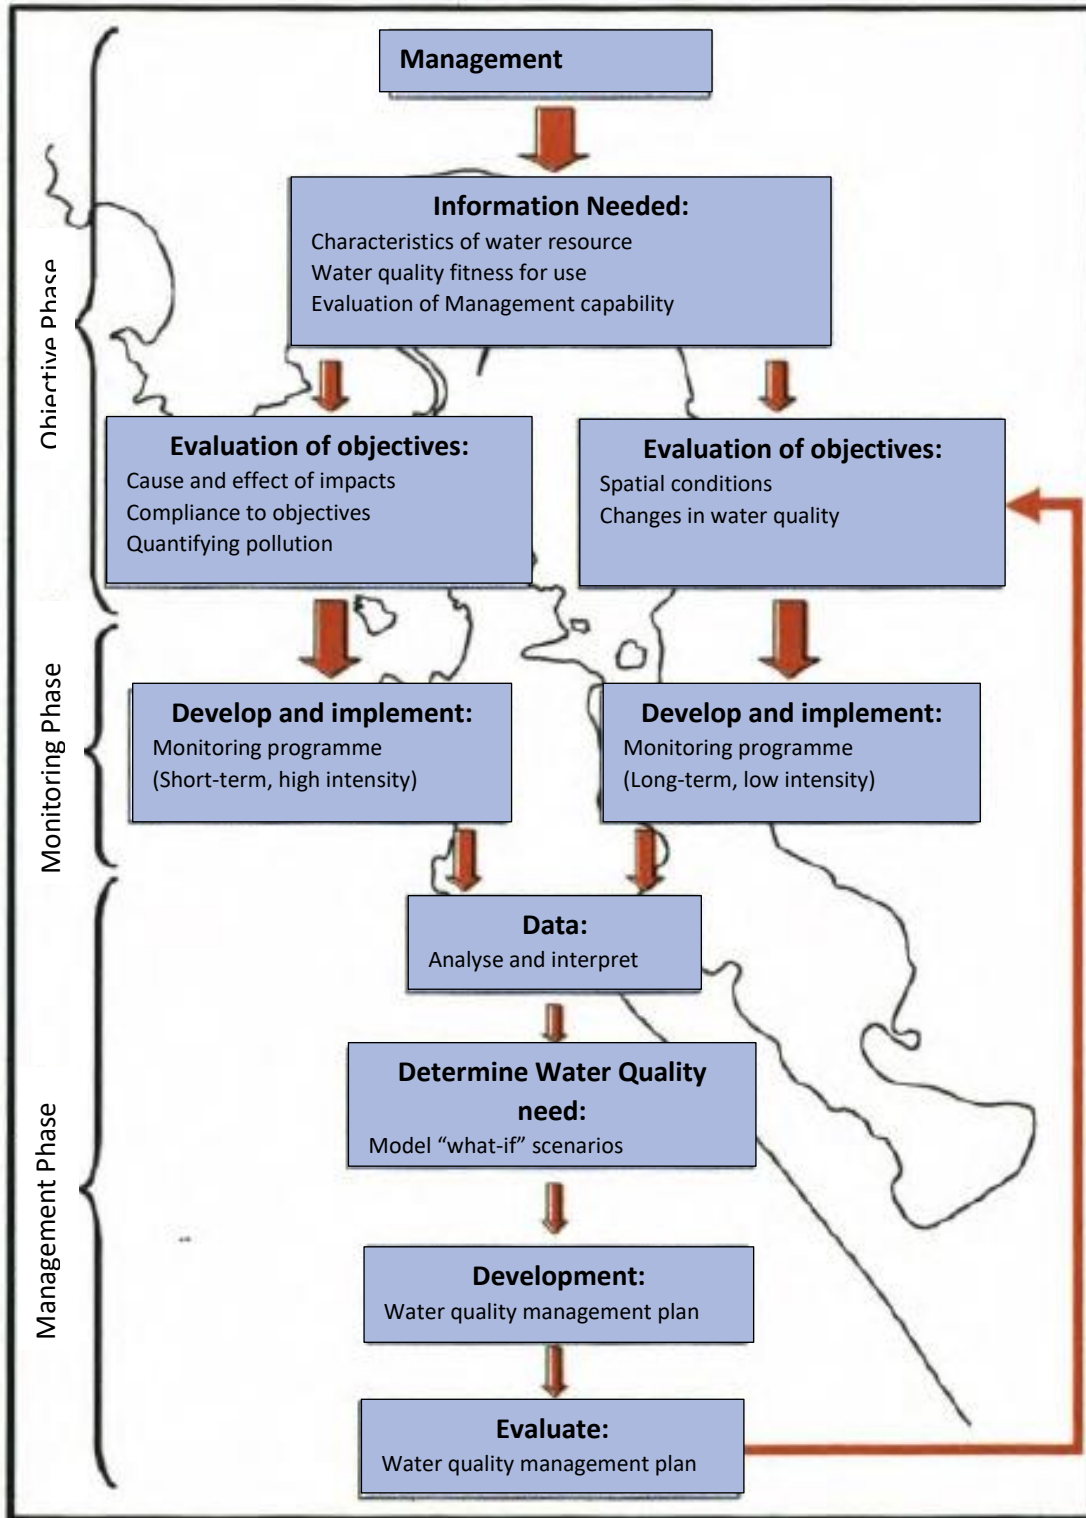 Management
Information Needed:
Characteristics of water resource
Water quality fitness for use
Evaluation of Management capability
Objective Phase
Evaluation of objectives:
Cause and effect of impacts
Compliance to objectives
Quantifying pollution
Evaluation of objectives:
Spatial conditions
Changes in water quality
Monitoring Phase
Develop and implement:
Monitoring programme
(Short-term, high intensity)
Develop and implement:
Monitoring programme
(Long-term, low intensity)
Management Phase
Data:
Analyse and interpret
Determine Water Quality
need:
Model “what-if” scenarios
Development:
Water quality management plan
Evaluate:
Water quality management plan